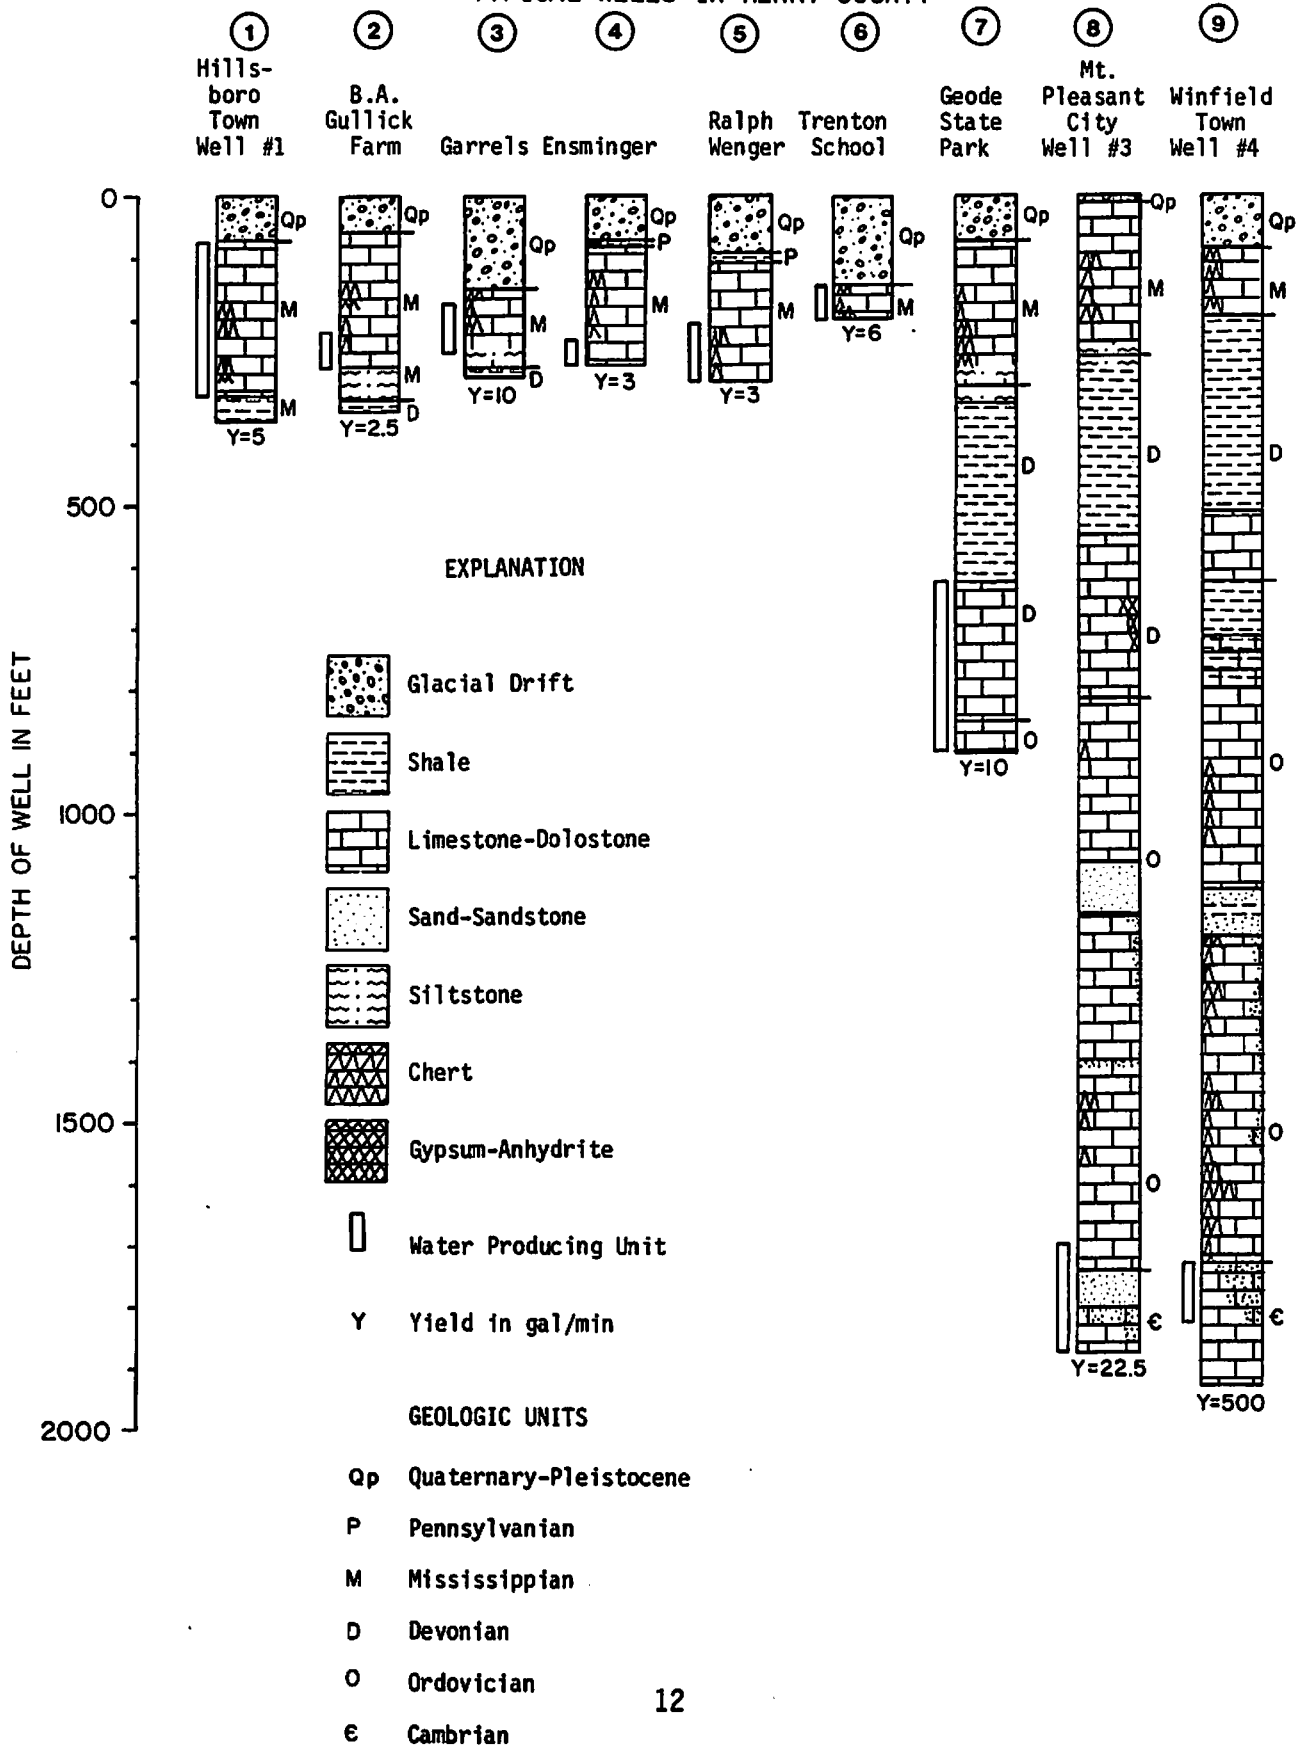 1 2 3 4 5 6 7 8 9
Hills-
boro
Town
Well #1
B.A.
Gullick
Farm
Garrels
Ensminger
Ralph
Wenger
Trenton
School
Geode
State
Park
Mt.
Pleasant
City
Well #3
Winfield
Town
Well #4
DEPTH OF WELL IN FEET
0
500
1000
1500
2000
Qp
M
M
Y=5
Qp
M
M
D
Y=2.5
Qp
M
D
Y=10
Qp
P
M
Y=3
Qp
P
M
Y=3
Qp
M
Y=6
Qp
M
D
D
O
Y=10
Qp
M
D
D
O
O
Є
Y=22.5
Qp
M
D
O
O
Є
Y=500
EXPLANATION
Glacial Drift
Shale
Limestone-Dolostone
Sand-Sandstone
Siltstone
Chert
Gypsum-Anhydrite
Water Producing Unit
Y Yield in gal/min
GEOLOGIC UNITS
Qp Quaternary-Pleistocene
P Pennsylvanian
M Mississippian
D Devonian
O Ordovician
Є Cambrian
12